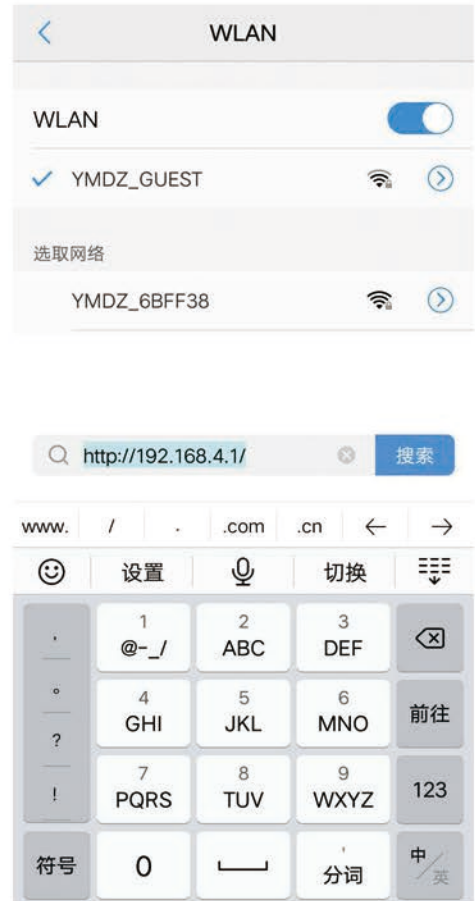 WLAN
WLAN
YMDZ_GUEST
选取网络
YMDZ_6BFF38
http://192.168.4.1/ 搜索
www. / . .com .cn ← →
设置 切换
, 1 2 3
@-_/ ABC DEF
。 4 5 6 前往
GHI JKL MNO
? 7 8 9 123
! PQRS TUV WXYZ
符号 0 ' 中/英
分词